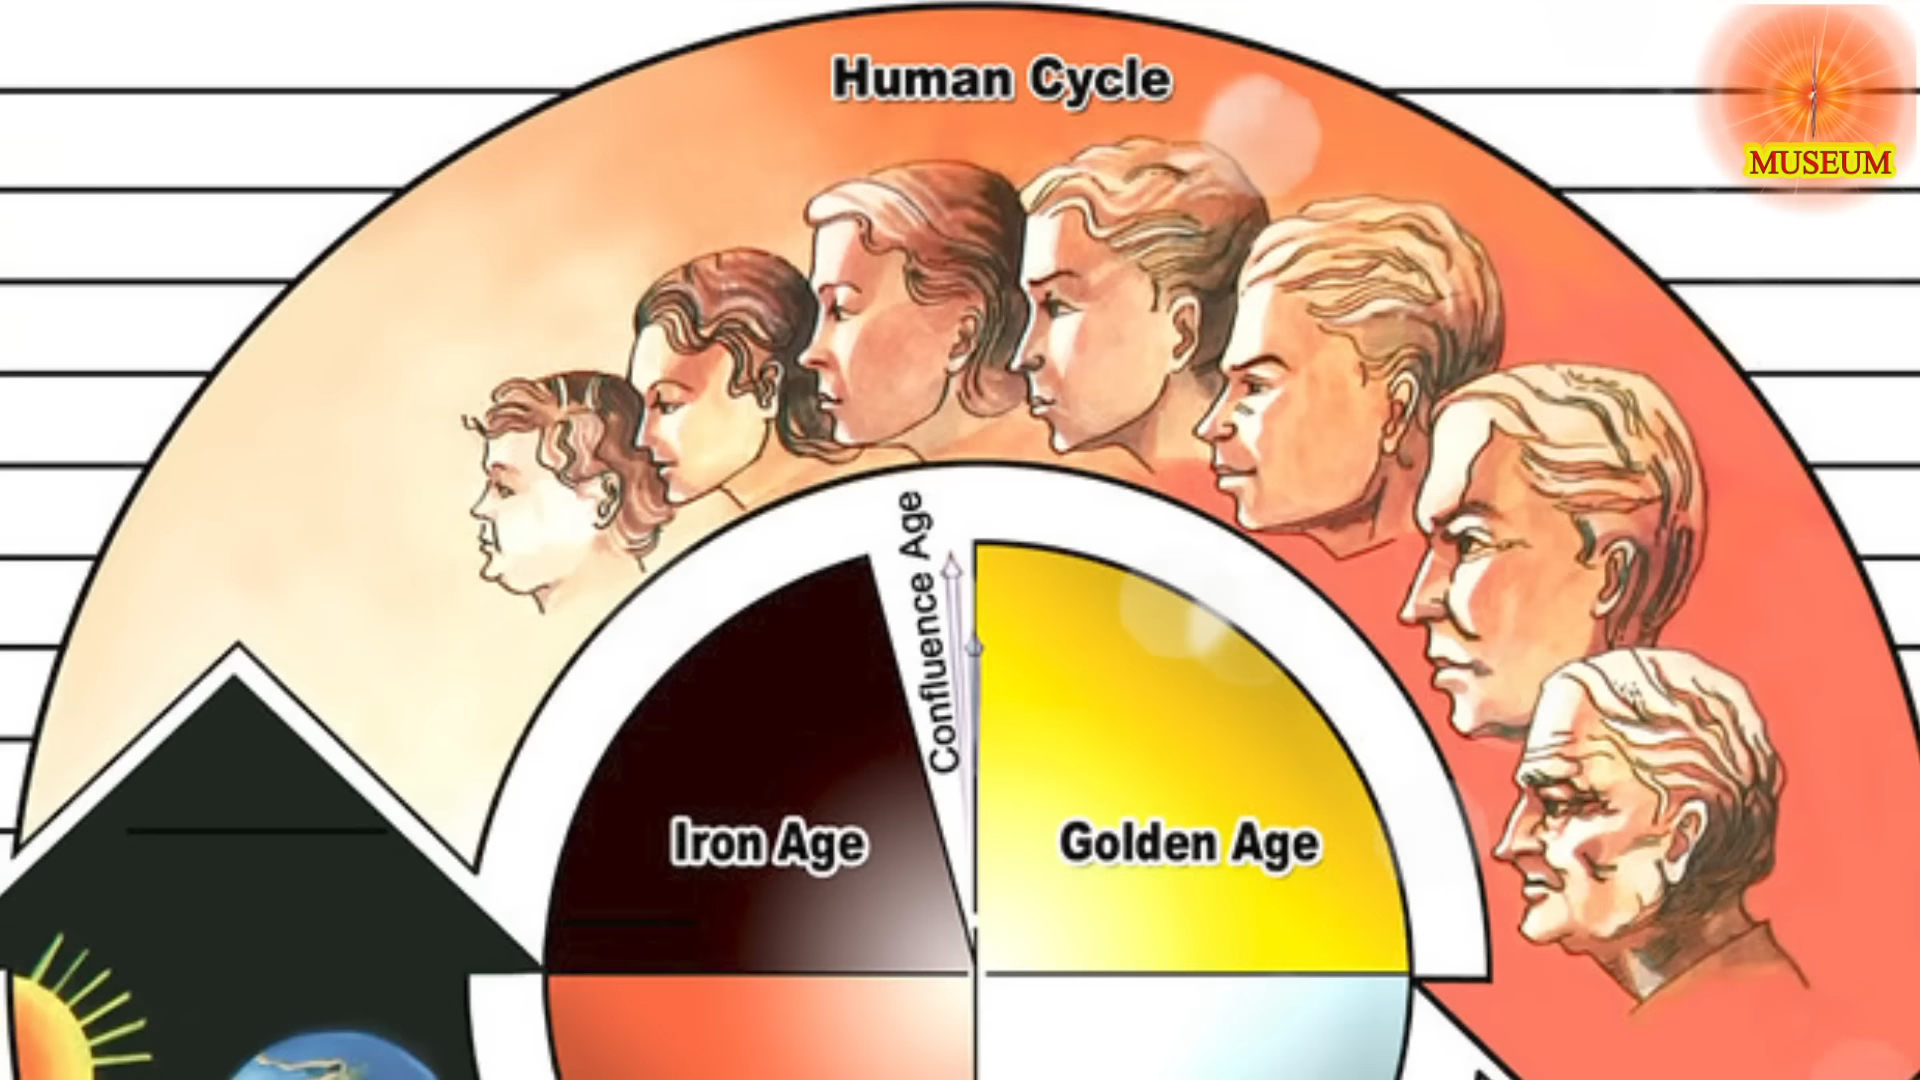 Human Cycle
MUSEUM
Confluence Age
Iron Age
Golden Age